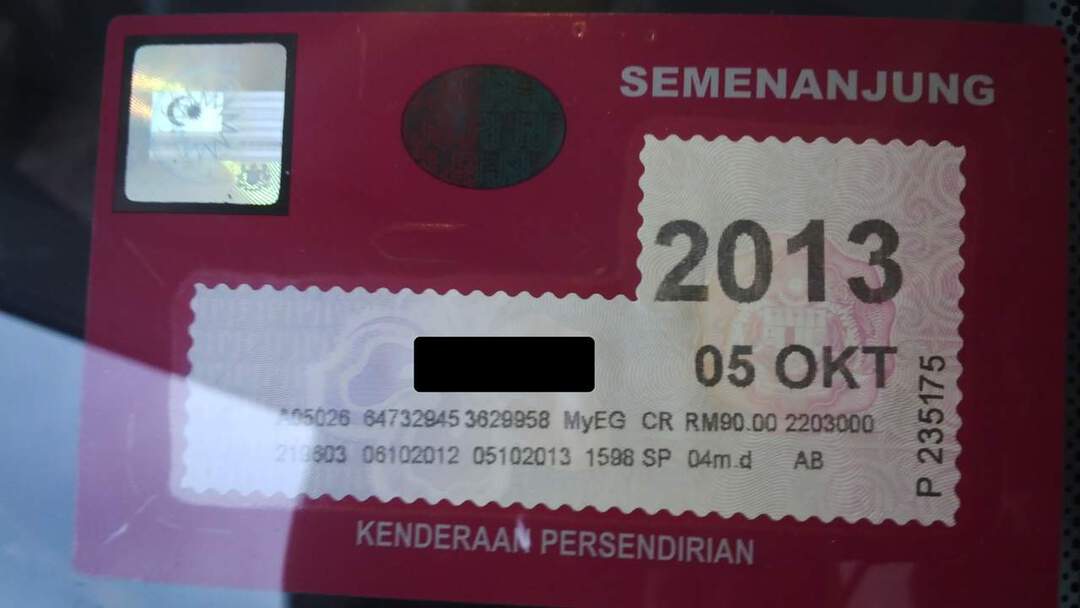 SEMENANJUNG
2013
05 OKT
A05026 64732945 3629958 MyEG CR RM90.00 2203000
219603 06102012 05102013 1598 SP 04m.d AB
P 235175
KENDERAAN PERSENDIRIAN